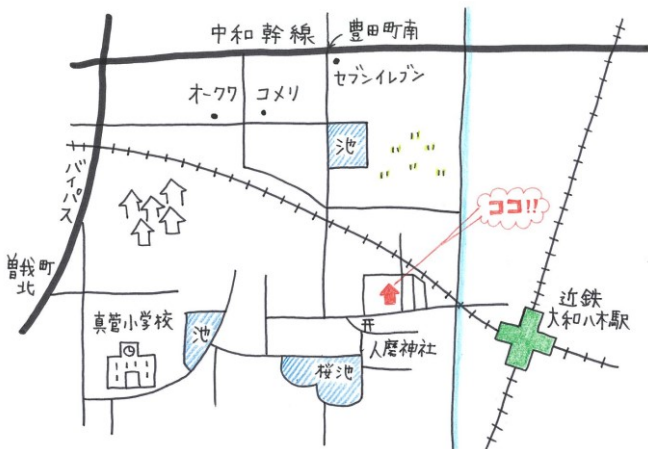 中和幹線
豊田町南
セブンイレブン
オークワ
コメリ
池
バイパス
ココ!!
曽我町
北
近鉄
大和八木駅
真菅小学校
池
人麿神社
桜池